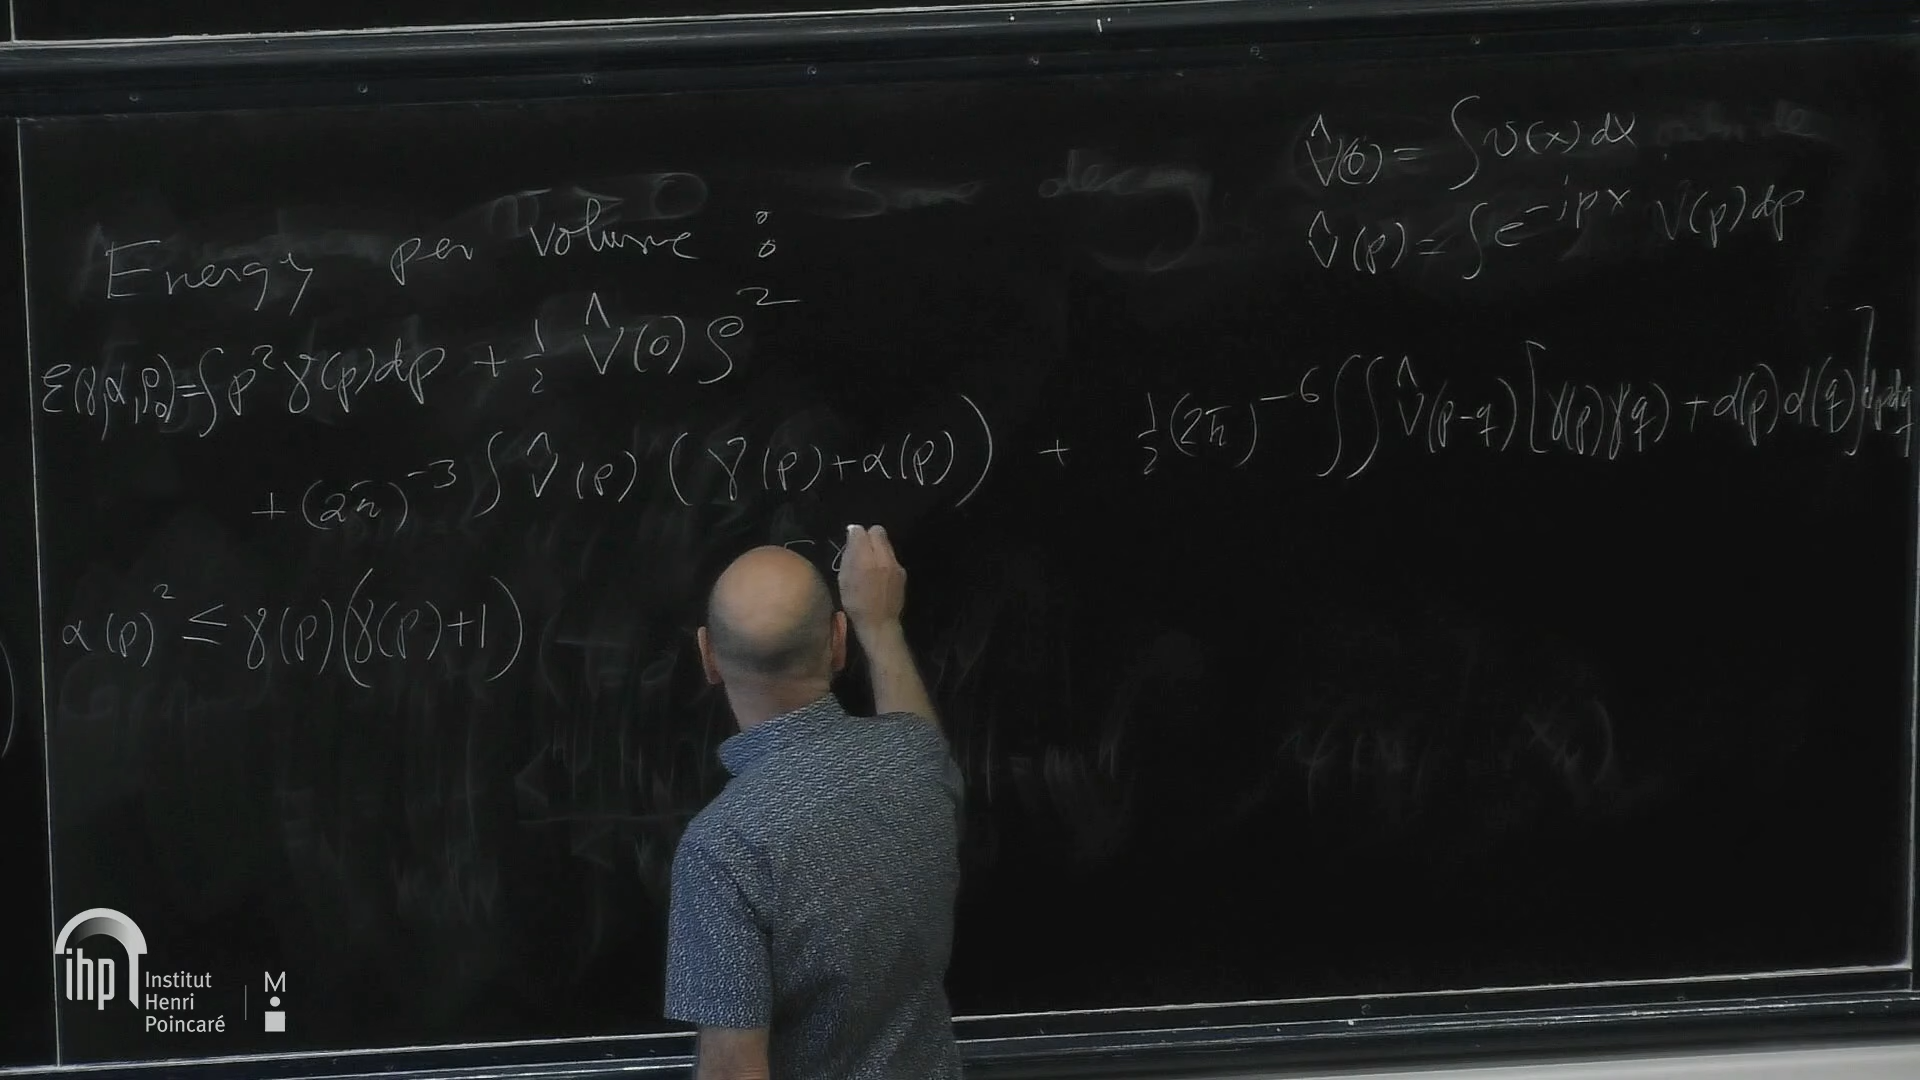 Energy per volume :
V̂(0) = ∫ v(x) dx
V̂(p) = ∫ e^{-ipx} V(p) dp
ε(γ,α,ρ₀) = ∫ p² γ(p) dp + 1/2 V̂(0) ρ²
+ (2π)^{-3} ∫ V̂(p) (γ(p) + α(p)) + 1/2 (2π)^{-6} ∬ V̂(p-q) [γ(p)γ(q) + α(p)α(q)] dp dq
α(p)² ≤ γ(p)(γ(p)+1)
ihp Institut
Henri
Poincaré
M